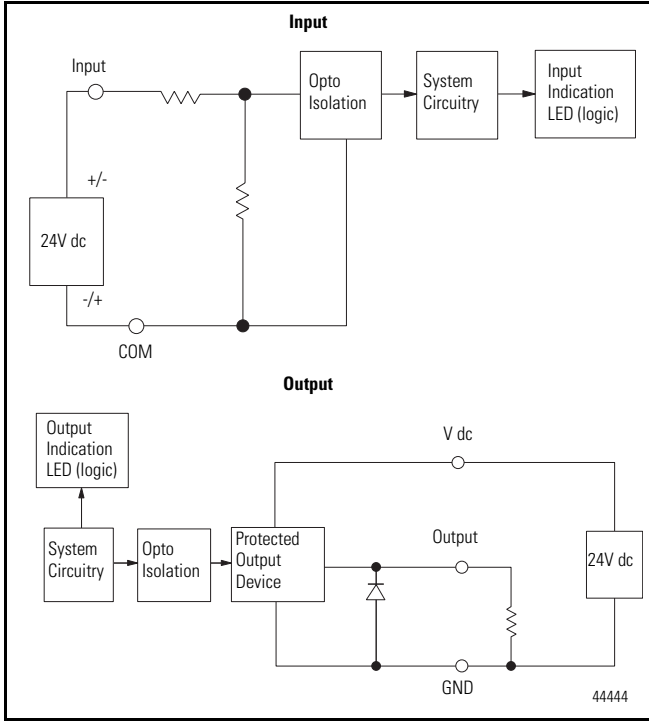 Input
Input
+/-
24V dc
-/+
COM
Opto
Isolation
System
Circuitry
Input
Indication
LED (logic)
Output
Output
Indication
LED (logic)
System
Circuitry
Opto
Isolation
Protected
Output
Device
V dc
Output
24V dc
GND
44444